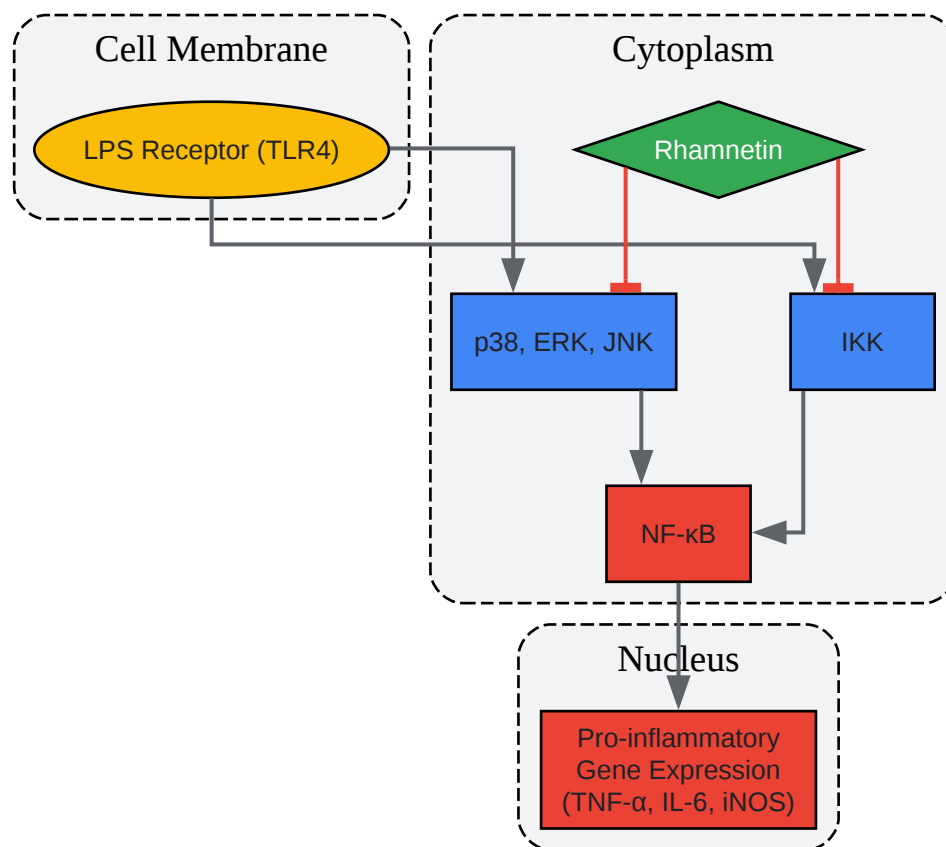 Cell Membrane
Cytoplasm
LPS Receptor (TLR4)
Rhamnetin
p38, ERK, JNK
IKK
NF-κB
Nucleus
Pro-inflammatory
Gene Expression
(TNF-α, IL-6, iNOS)